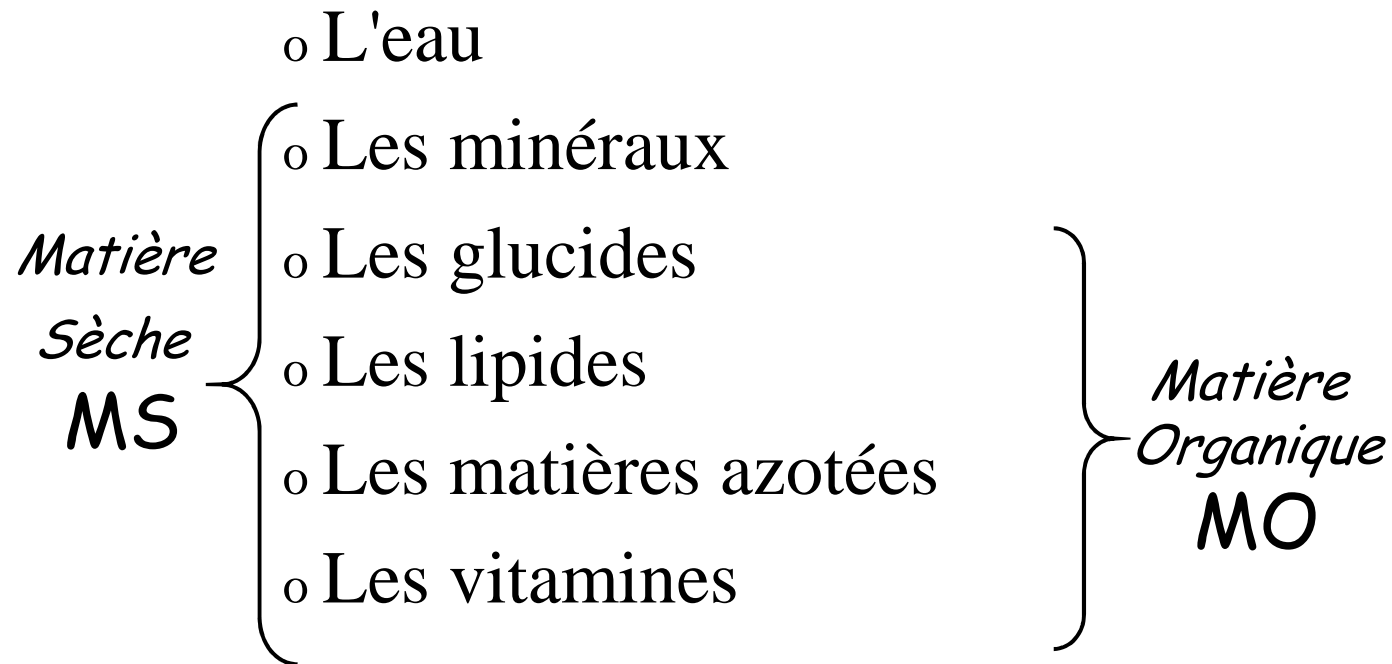 o L'eau
o Les minéraux
o Les glucides
o Les lipides
o Les matières azotées
o Les vitamines
Matière
Sèche
MS
Matière
Organique
MO